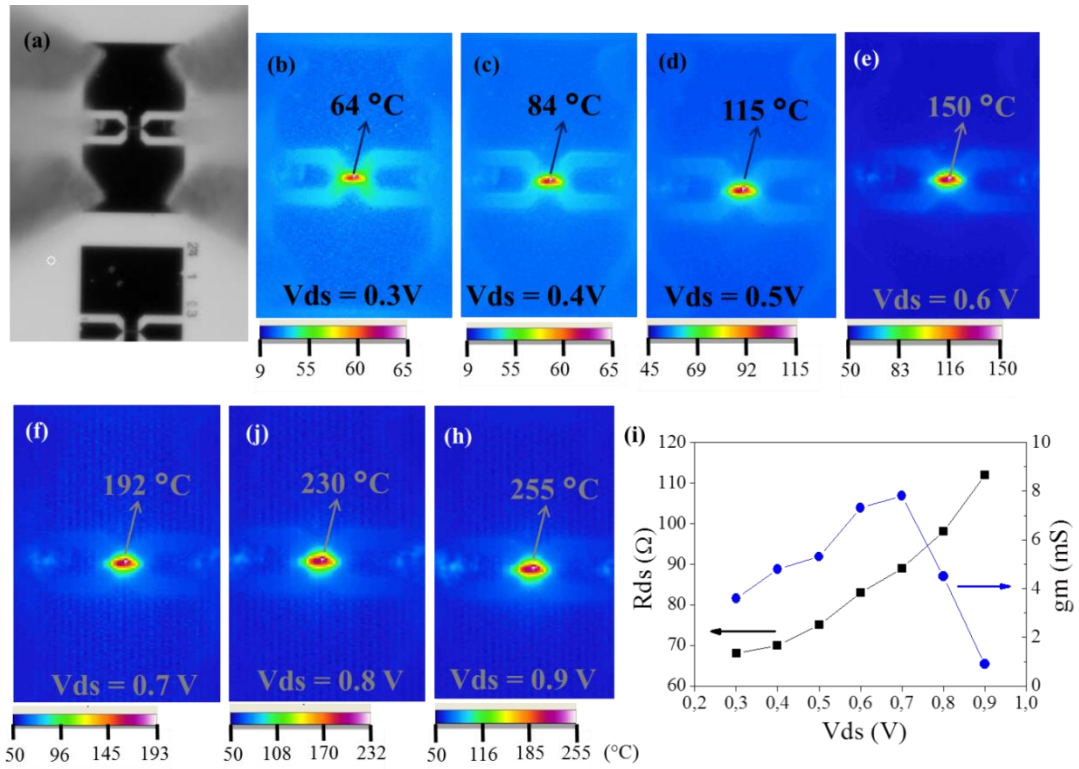 (a)
24
1
0.3
(b)
64 °C
Vds = 0.3V
9 55 60 65
(c)
84 °C
Vds = 0.4V
9 55 60 65
(d)
115 °C
Vds = 0.5V
45 69 92 115
(e)
150 °C
Vds = 0.6 V
50 83 116 150
(f)
192 °C
Vds = 0.7 V
50 96 145 193
(j)
230 °C
Vds = 0.8 V
50 108 170 232
(h)
255 °C
Vds = 0.9 V
50 116 185 255 (°C)
(i)
120
110
100
90
80
70
60
Rds (Ω)
10
8
6
4
2
0
gm (mS)
0,2 0,3 0,4 0,5 0,6 0,7 0,8 0,9 1,0
Vds (V)